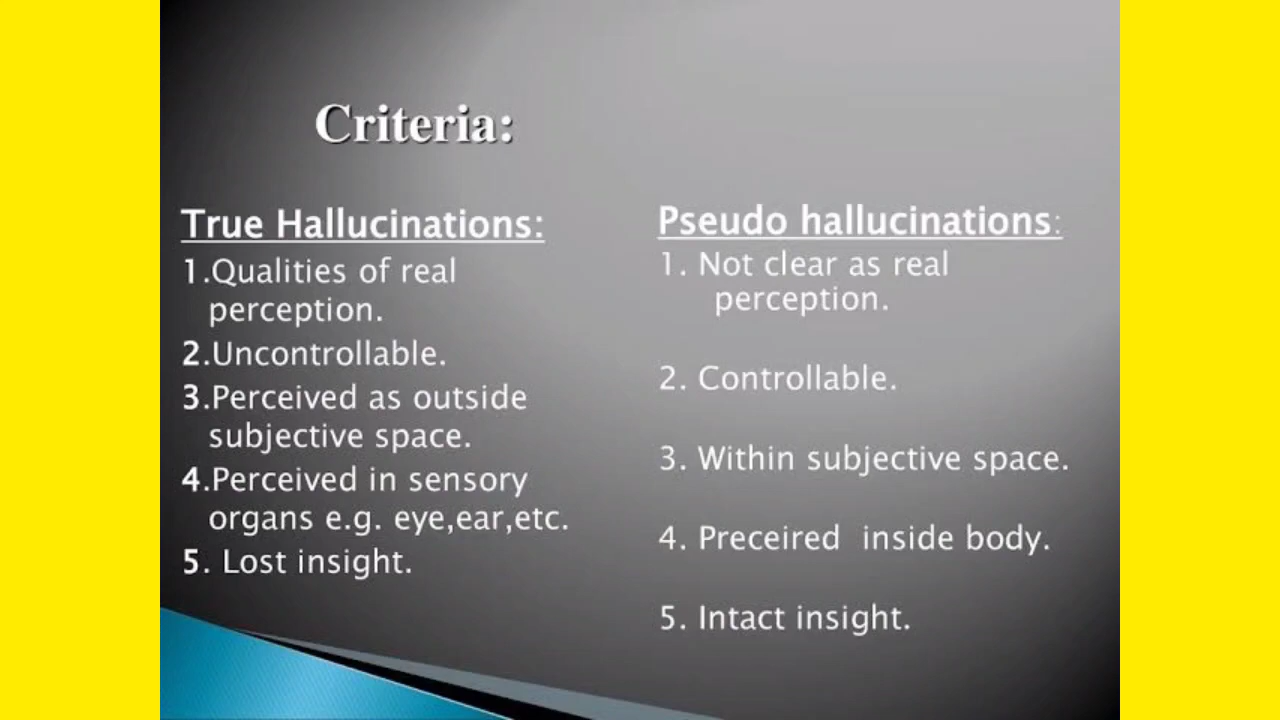 Criteria:
True Hallucinations:
1.Qualities of real
perception.
2.Uncontrollable.
3.Perceived as outside
subjective space.
4.Perceived in sensory
organs e.g. eye,ear,etc.
5. Lost insight.
Pseudo hallucinations:
1. Not clear as real
perception.
2. Controllable.
3. Within subjective space.
4. Preceired inside body.
5. Intact insight.